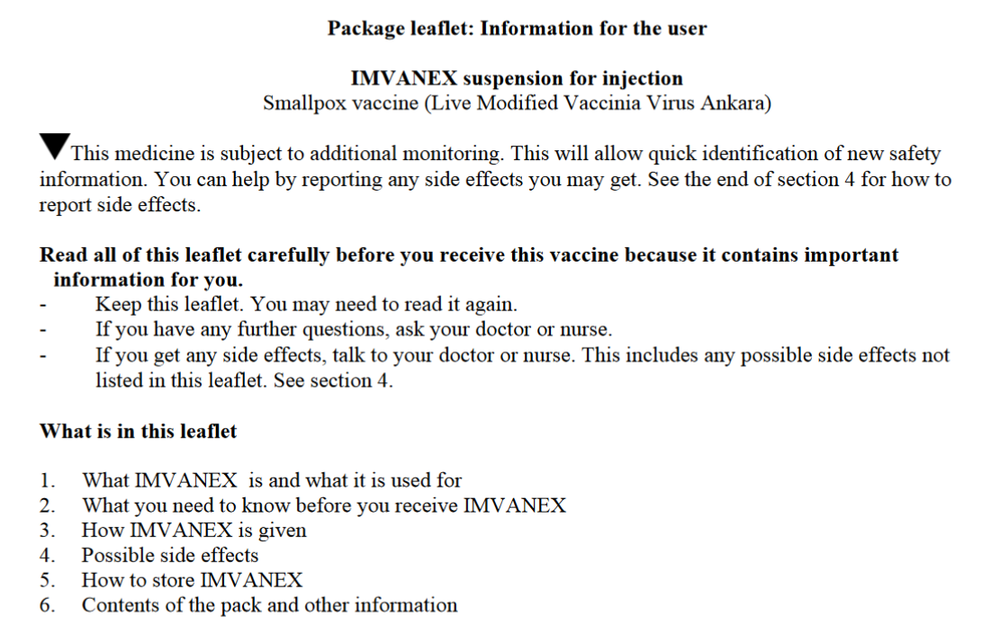 Package leaflet: Information for the user
IMVANEX suspension for injection
Smallpox vaccine (Live Modified Vaccinia Virus Ankara)
This medicine is subject to additional monitoring. This will allow quick identification of new safety
information. You can help by reporting any side effects you may get. See the end of section 4 for how to
report side effects.
Read all of this leaflet carefully before you receive this vaccine because it contains important
information for you.
- Keep this leaflet. You may need to read it again.
- If you have any further questions, ask your doctor or nurse.
- If you get any side effects, talk to your doctor or nurse. This includes any possible side effects not
listed in this leaflet. See section 4.
What is in this leaflet
1. What IMVANEX is and what it is used for
2. What you need to know before you receive IMVANEX
3. How IMVANEX is given
4. Possible side effects
5. How to store IMVANEX
6. Contents of the pack and other information